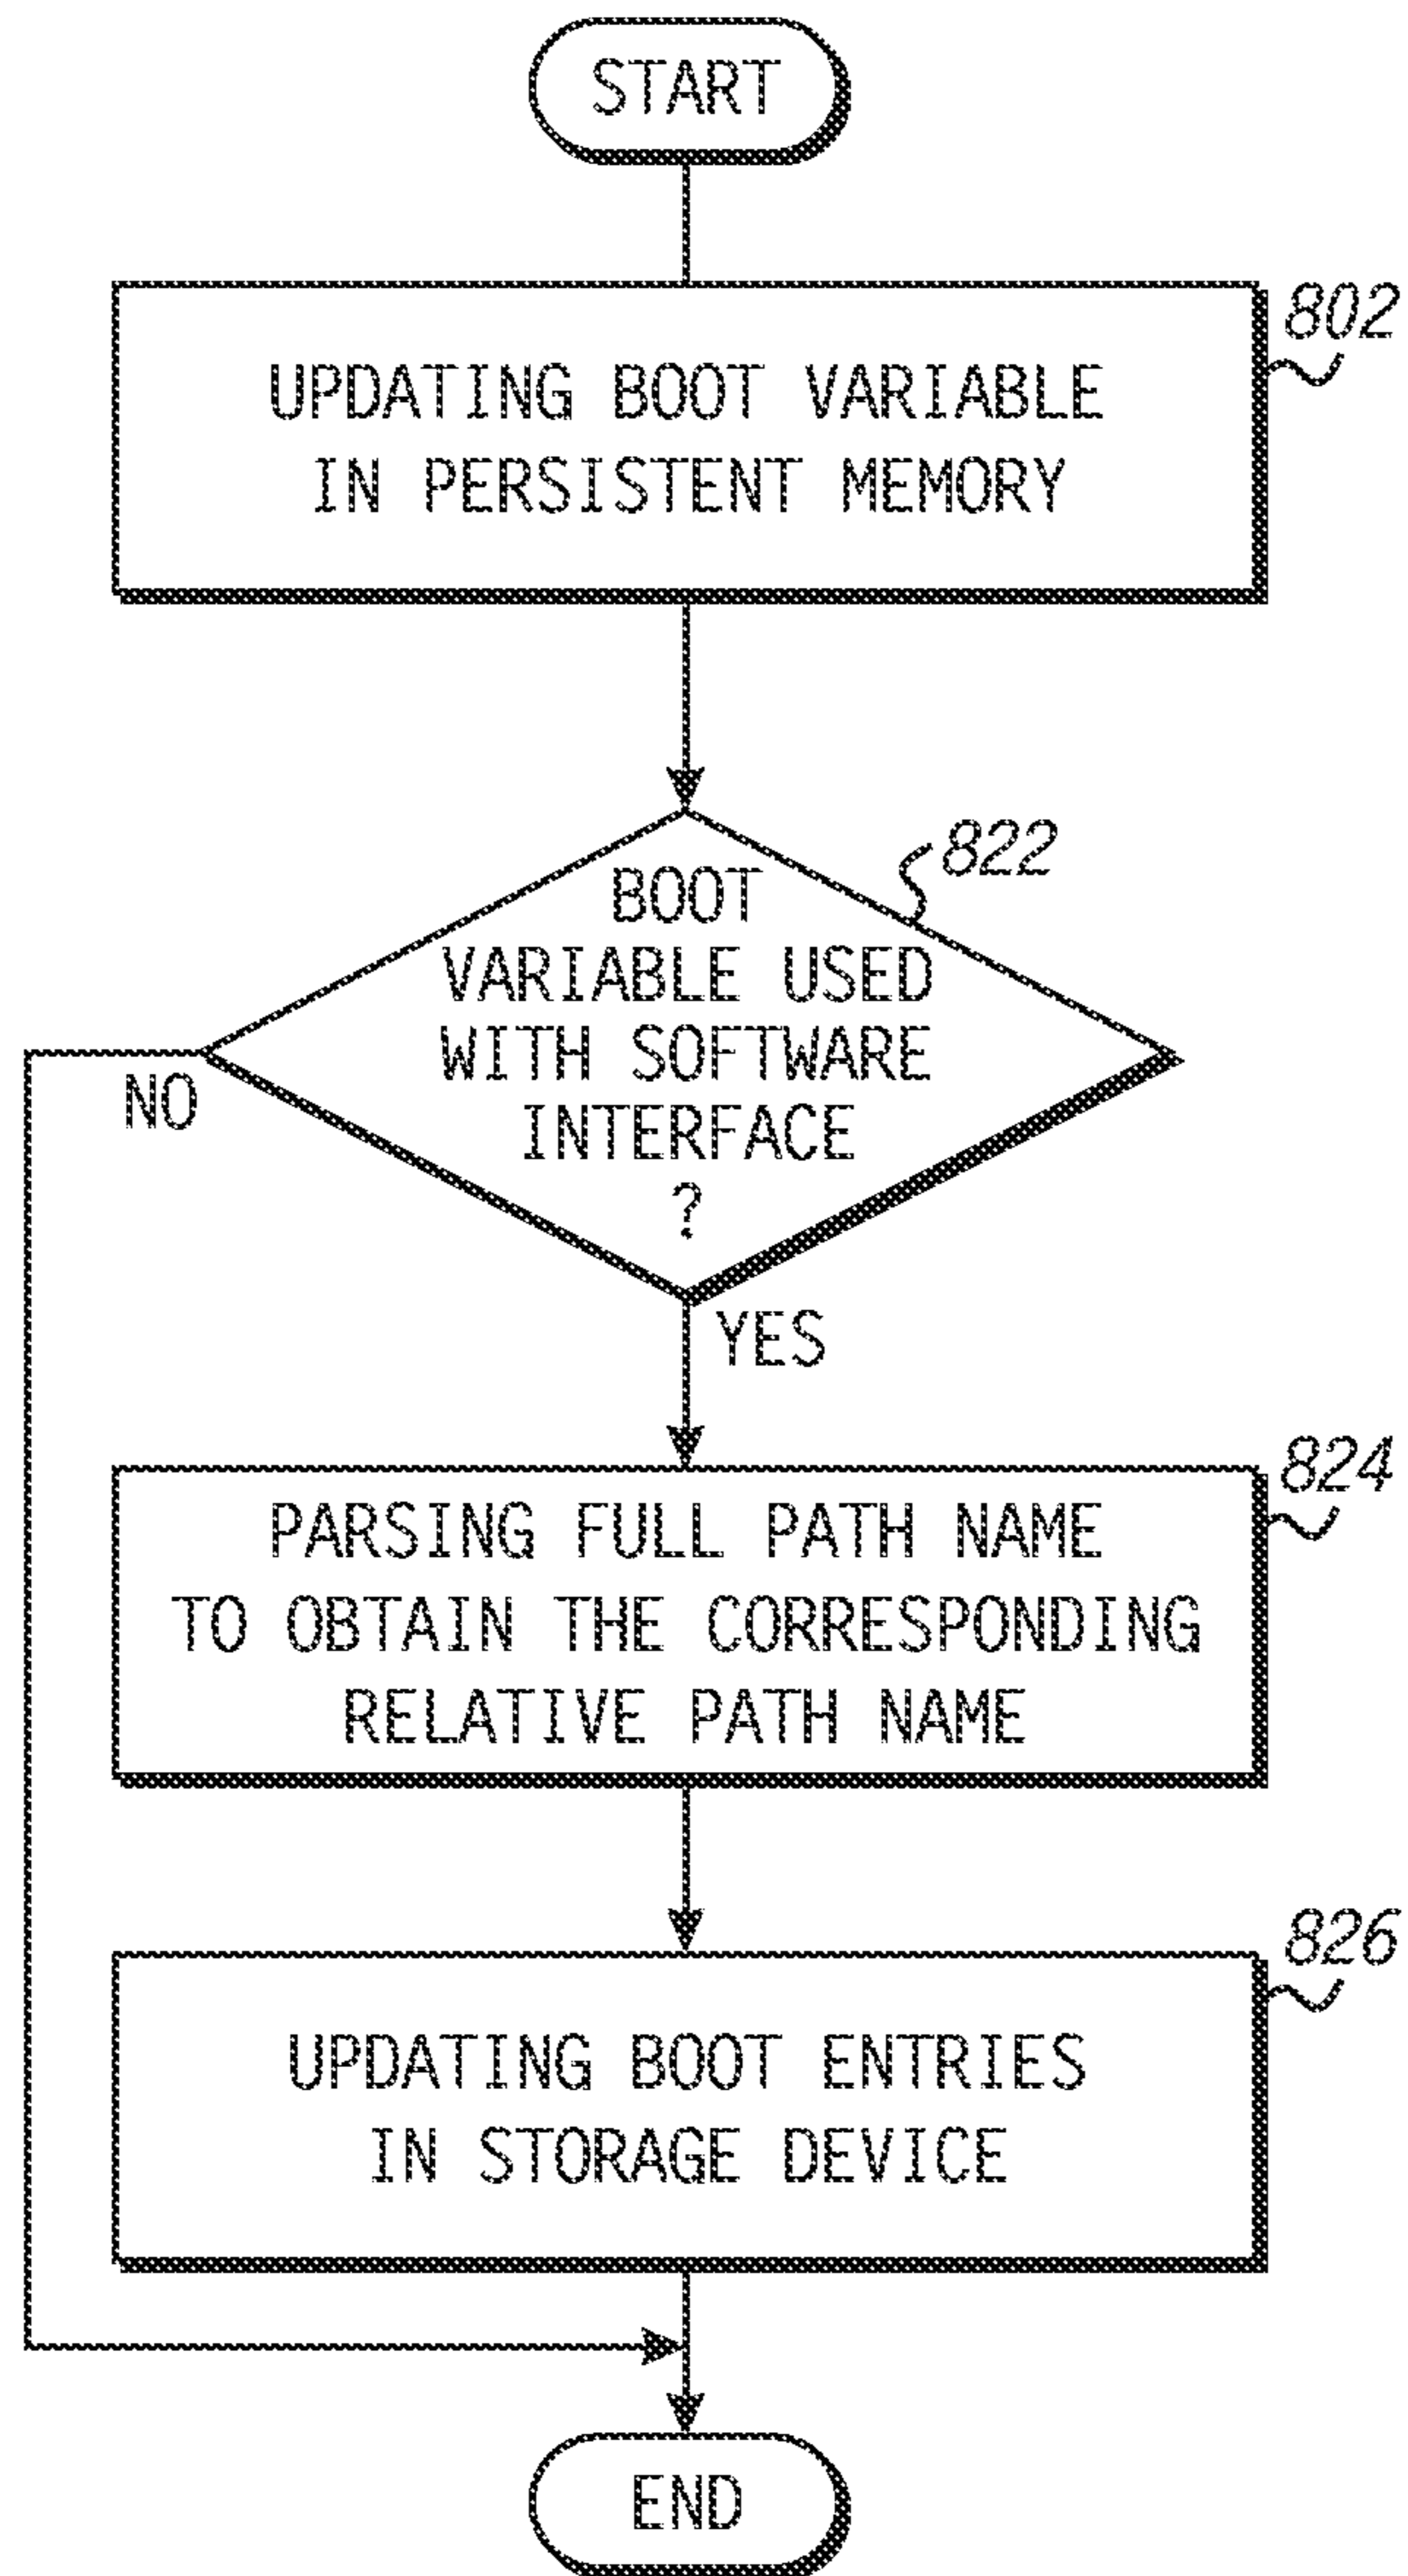 START
802
UPDATING BOOT VARIABLE
IN PERSISTENT MEMORY
822
BOOT
VARIABLE USED
WITH SOFTWARE
INTERFACE
?
NO
YES
824
PARSING FULL PATH NAME
TO OBTAIN THE CORRESPONDING
RELATIVE PATH NAME
826
UPDATING BOOT ENTRIES
IN STORAGE DEVICE
END